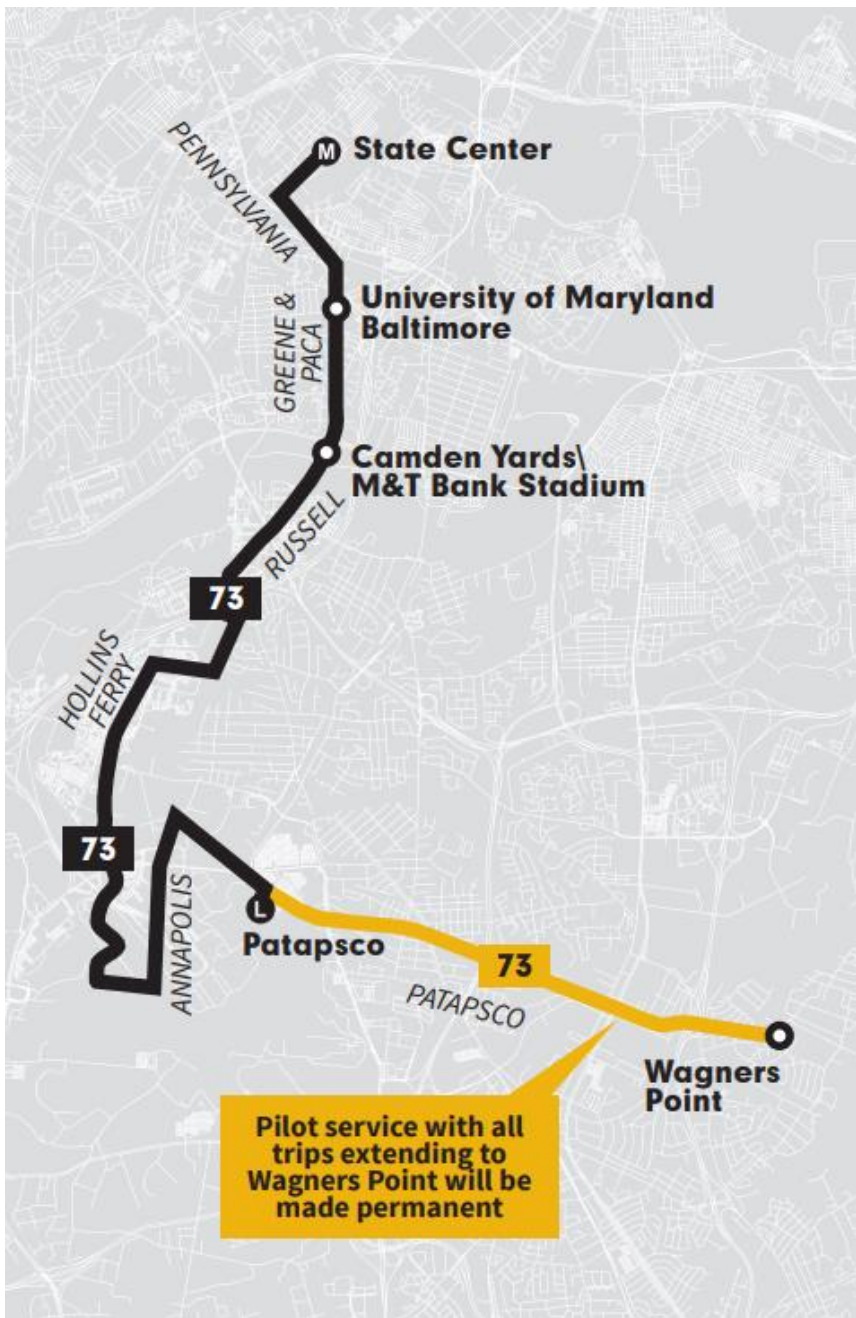 M State Center
PENNSYLVANIA
University of Maryland
Baltimore
GREENE &
PACA
Camden Yards\
M&T Bank Stadium
RUSSELL
73
HOLLINS
FERRY
73
ANNAPOLIS
L
Patapsco
73
PATAPSCO
Wagners
Point
Pilot service with all
trips extending to
Wagners Point will be
made permanent